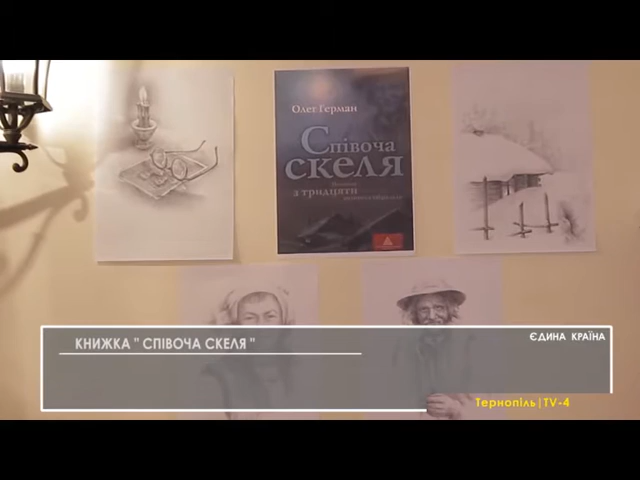 Олег Герман
Співоча
скеля
з тридцяти
КНИЖКА " СПІВОЧА СКЕЛЯ "
ЄДИНА КРАЇНА
Тернопіль|TV-4